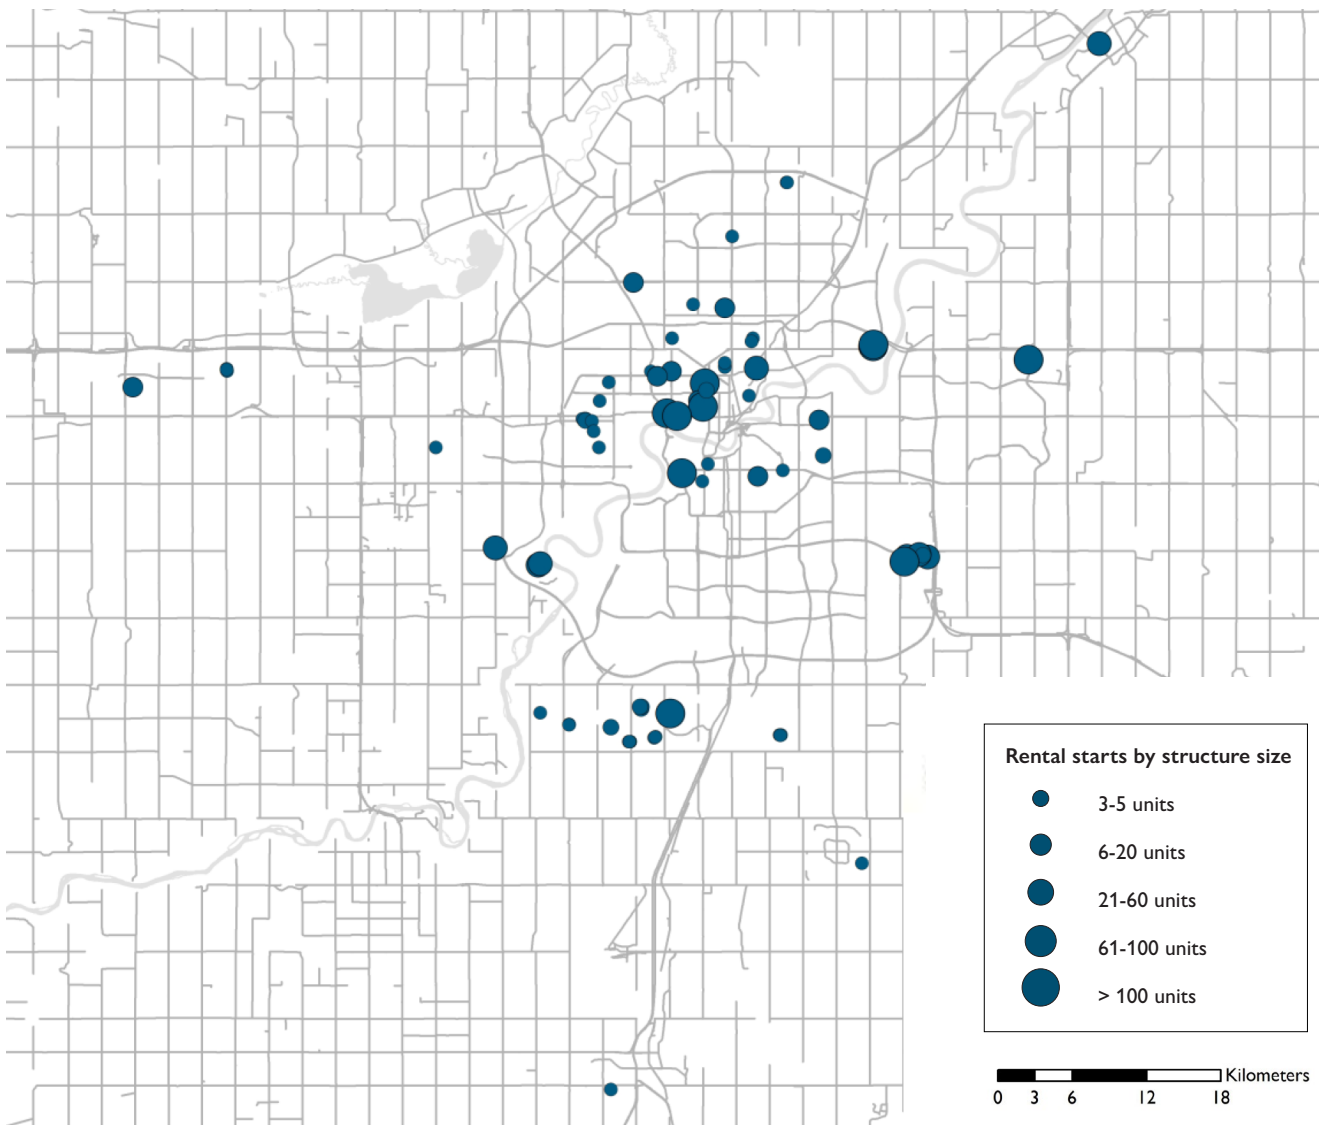 Rental starts by structure size
3-5 units
6-20 units
21-60 units
61-100 units
> 100 units
Kilometers
0 3 6 12 18